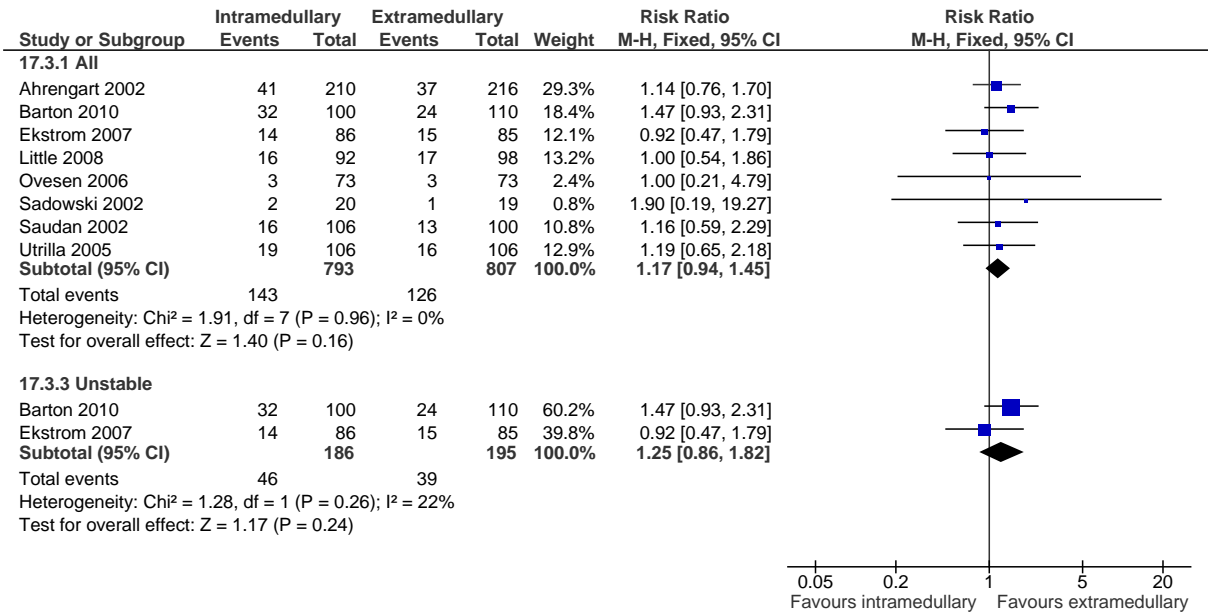 Intramedullary Extramedullary Risk Ratio Risk Ratio
Study or Subgroup Events Total Events Total Weight M-H, Fixed, 95% CI M-H, Fixed, 95% CI
17.3.1 All
Ahrengart 2002 41 210 37 216 29.3% 1.14 [0.76, 1.70]
Barton 2010 32 100 24 110 18.4% 1.47 [0.93, 2.31]
Ekstrom 2007 14 86 15 85 12.1% 0.92 [0.47, 1.79]
Little 2008 16 92 17 98 13.2% 1.00 [0.54, 1.86]
Ovesen 2006 3 73 3 73 2.4% 1.00 [0.21, 4.79]
Sadowski 2002 2 20 1 19 0.8% 1.90 [0.19, 19.27]
Saudan 2002 16 106 13 100 10.8% 1.16 [0.59, 2.29]
Utrilla 2005 19 106 16 106 12.9% 1.19 [0.65, 2.18]
Subtotal (95% CI) 793 807 100.0% 1.17 [0.94, 1.45]
Total events 143 126
Heterogeneity: Chi² = 1.91, df = 7 (P = 0.96); I² = 0%
Test for overall effect: Z = 1.40 (P = 0.16)
17.3.3 Unstable
Barton 2010 32 100 24 110 60.2% 1.47 [0.93, 2.31]
Ekstrom 2007 14 86 15 85 39.8% 0.92 [0.47, 1.79]
Subtotal (95% CI) 186 195 100.0% 1.25 [0.86, 1.82]
Total events 46 39
Heterogeneity: Chi² = 1.28, df = 1 (P = 0.26); I² = 22%
Test for overall effect: Z = 1.17 (P = 0.24)
0.05 0.2 1 5 20
Favours intramedullary Favours extramedullary